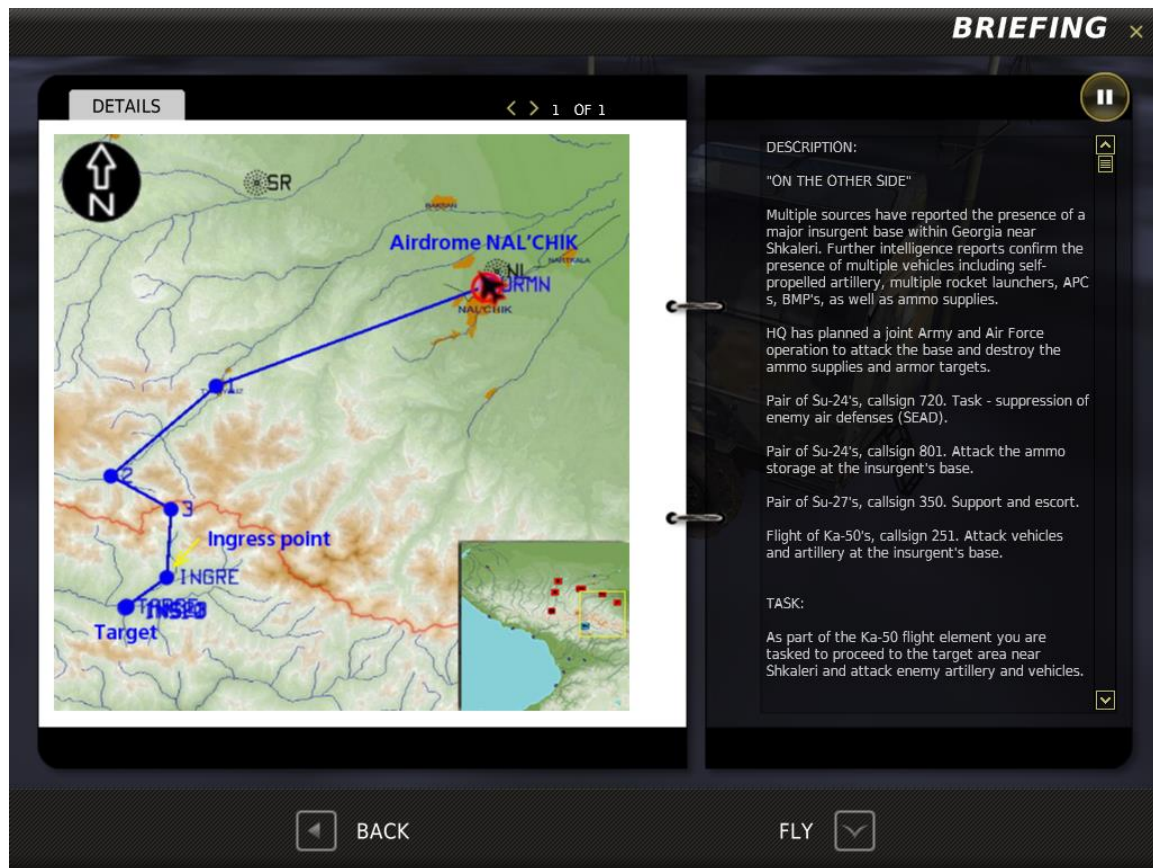 BRIEFING
DETAILS
1 OF 1
N
SR
BAKSAN
Airdrome NAL'CHIK
NL
NARTKALA
URMN
NAL'CHIK
1
2
3
Ingress point
INGRE
Target
DESCRIPTION:
"ON THE OTHER SIDE"
Multiple sources have reported the presence of a
major insurgent base within Georgia near
Shkaleri. Further intelligence reports confirm the
presence of multiple vehicles including self-
propelled artillery, multiple rocket launchers, APC
s, BMP's, as well as ammo supplies.
HQ has planned a joint Army and Air Force
operation to attack the base and destroy the
ammo supplies and armor targets.
Pair of Su-24's, callsign 720. Task - suppression of
enemy air defenses (SEAD).
Pair of Su-24's, callsign 801. Attack the ammo
storage at the insurgent's base.
Pair of Su-27's, callsign 350. Support and escort.
Flight of Ka-50's, callsign 251. Attack vehicles
and artillery at the insurgent's base.
TASK:
As part of the Ka-50 flight element you are
tasked to proceed to the target area near
Shkaleri and attack enemy artillery and vehicles.
BACK
FLY